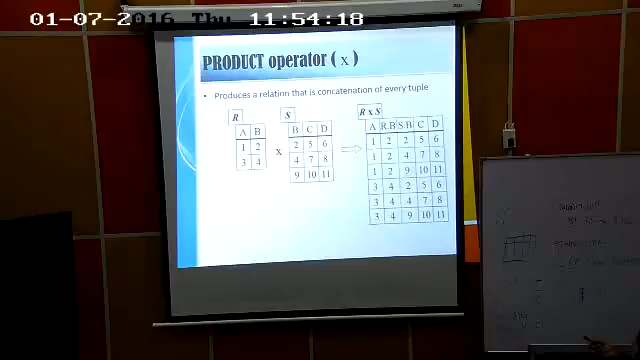 01-07-2016 Thu 11:54:18
PRODUCT operator ( x )
• Produces a relation that is concatenation of every tuple
R
A B
1 2
3 4
x
S
B C D
2 5 6
4 7 8
9 10 11
R x S
A R.B S.B C D
1 2 2 5 6
1 2 4 7 8
1 2 9 10 11
3 4 2 5 6
3 4 4 7 8
3 4 9 10 11